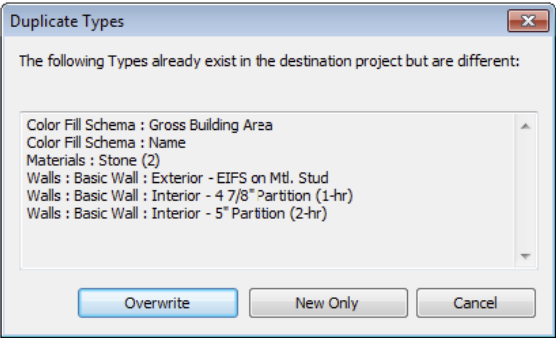 Duplicate Types
The following Types already exist in the destination project but are different:
Color Fill Schema : Gross Building Area
Color Fill Schema : Name
Materials : Stone (2)
Walls : Basic Wall : Exterior - EIFS on Mtl. Stud
Walls : Basic Wall : Interior - 4 7/8" Partition (1-hr)
Walls : Basic Wall : Interior - 5" Partition (2-hr)
Overwrite
New Only
Cancel